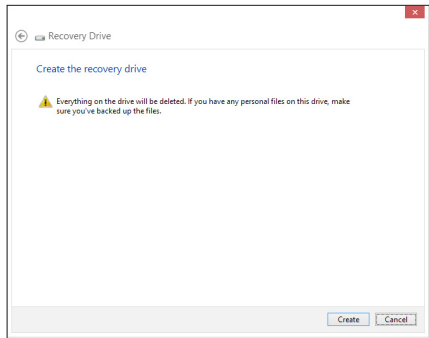 Recovery Drive
Create the recovery drive
Everything on the drive will be deleted. If you have any personal files on this drive, make
sure you've backed up the files.
Create Cancel